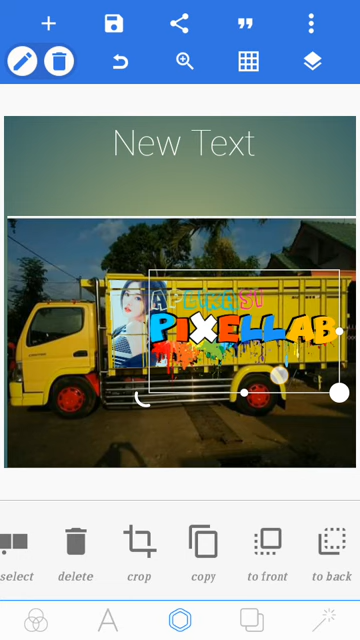 New Text
APLIKASI
PIXELLAB
select
delete
crop
copy
to front
to back